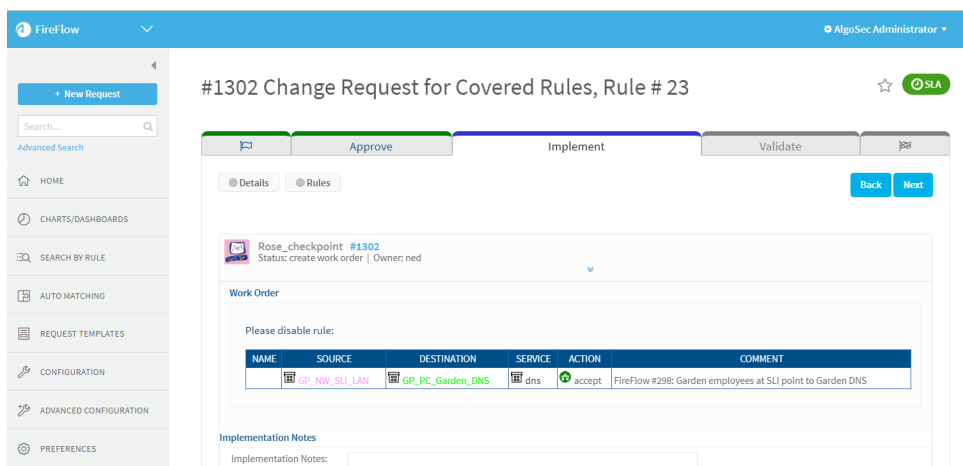 FireFlow
AlgoSec Administrator
+ New Request
Search...
Advanced Search
HOME
CHARTS/DASHBOARDS
SEARCH BY RULE
AUTO MATCHING
REQUEST TEMPLATES
CONFIGURATION
ADVANCED CONFIGURATION
PREFERENCES
#1302 Change Request for Covered Rules, Rule # 23
SLA
Approve
Implement
Validate
Details
Rules
Back
Next
Rose_checkpoint #1302
Status: create work order | Owner: ned
Work Order
Please disable rule:
NAME SOURCE DESTINATION SERVICE ACTION COMMENT
GP_NW_SLI_LAN GP_PC_Garden_DNS dns accept FireFlow #298: Garden employees at SLI point to Garden DNS
Implementation Notes
Implementation Notes: